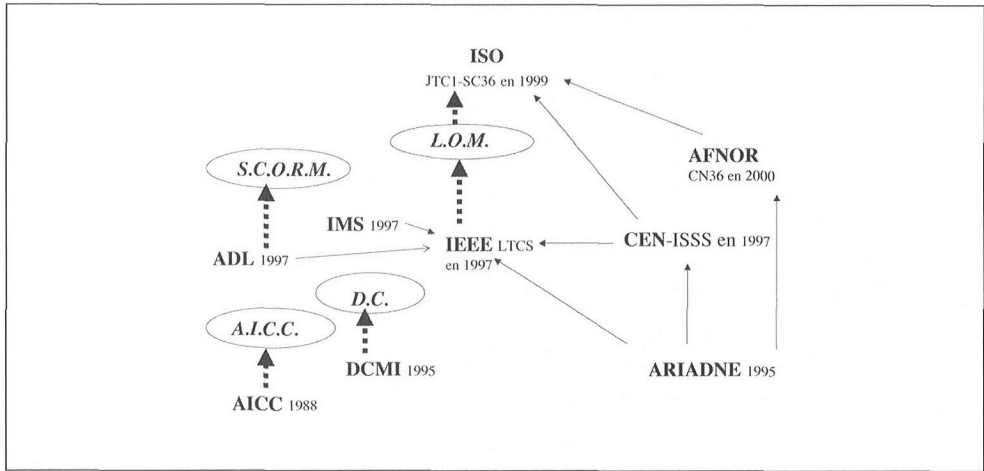 ISO
JTC1-SC36 en 1999
L.O.M.
AFNOR
CN36 en 2000
S.C.O.R.M.
IMS 1997
IEEE LTCS
en 1997
CEN-ISSS en 1997
ADL 1997
D.C.
A.I.C.C.
DCMI 1995
ARIADNE 1995
AICC 1988